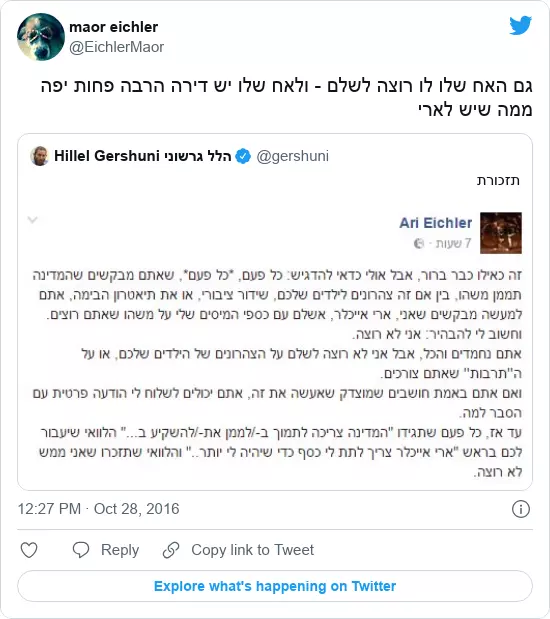 maor eichler
@EichlerMaor
גם האח שלו לו רוצה לשלם - ולאח שלו יש דירה הרבה פחות יפה
ממה שיש לארי
Hillel Gershuni הלל גרשוני @gershuni
תזכורת
Ari Eichler
7 שעות ·
זה כאילו כבר ברור, אבל אולי כדאי להדגיש: כל פעם, *כל פעם*, שאתם מבקשים שהמדינה
תממן משהו, בין אם זה צהרונים לילדים שלכם, שידור ציבורי, או את תיאטרון הבימה, אתם
למעשה מבקשים שאני, ארי אייכלר, אשלם עם כספי המיסים שלי על משהו שאתם רוצים.
וחשוב לי להבהיר: אני לא רוצה.
אתם נחמדים והכל, אבל אני לא רוצה לשלם על הצהרונים של הילדים שלכם, או על
ה"תרבות" שאתם צורכים.
ואם אתם באמת חושבים שמוצדק שאעשה את זה, אתם יכולים לשלוח לי הודעה פרטית עם
הסבר למה.
עד אז, כל פעם שתגידו "המדינה צריכה לתמוך ב-/לממן את-/להשקיע ב..." הלוואי שיעבור
לכם בראש "ארי אייכלר צריך לתת לי כסף כדי שיהיה לי יותר.." והלוואי שתזכרו שאני ממש
לא רוצה.
12:27 PM · Oct 28, 2016
Reply
Copy link to Tweet
Explore what's happening on Twitter